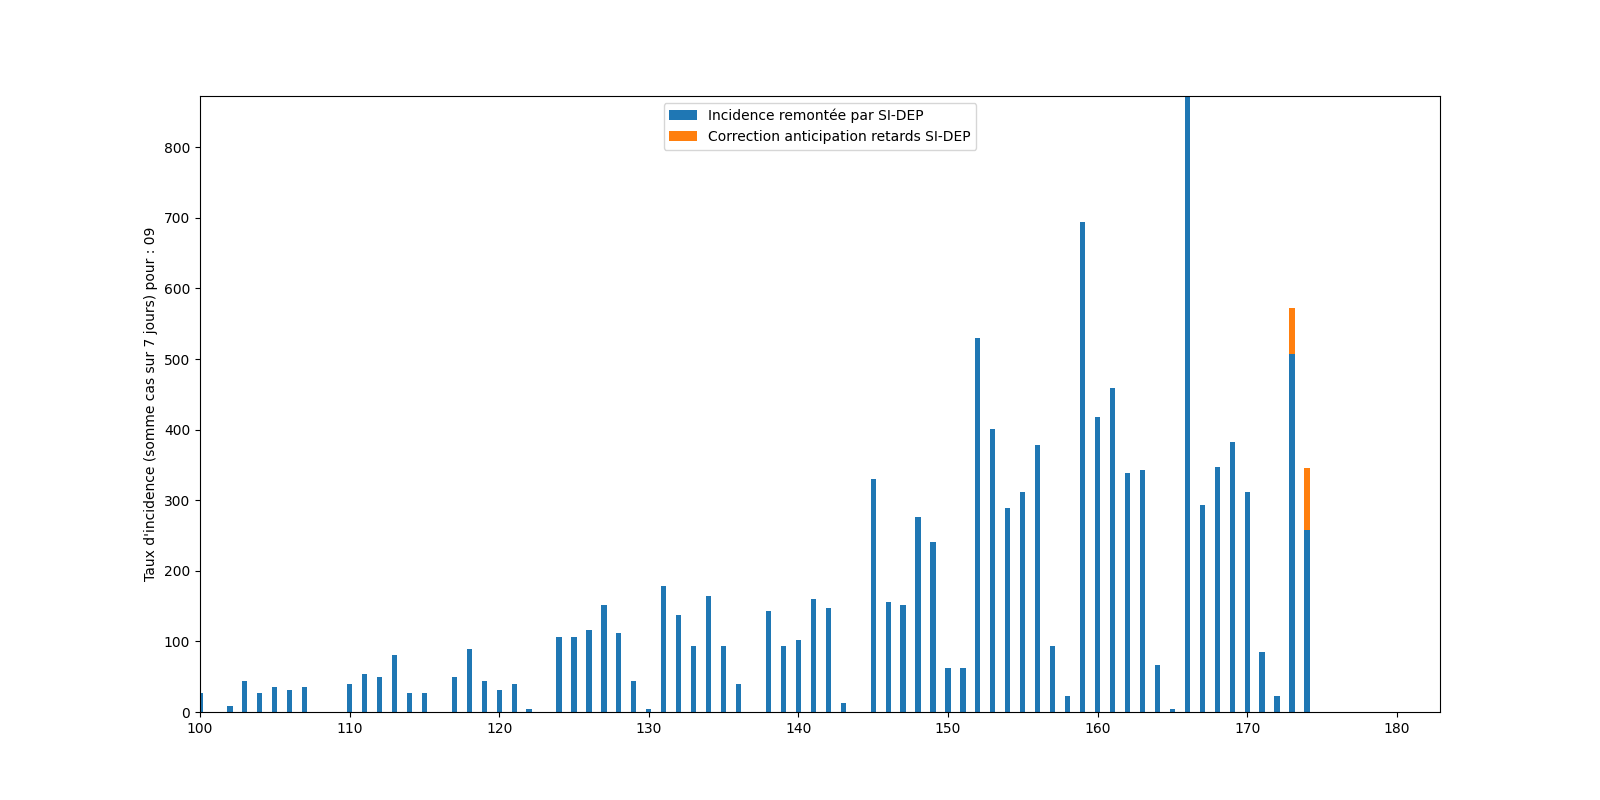 Incidence remontée par SI-DEP
Correction anticipation retards SI-DEP
Taux d'incidence (somme cas sur 7 jours) pour : 09
800
700
600
500
400
300
200
100
0
100 110 120 130 140 150 160 170 180